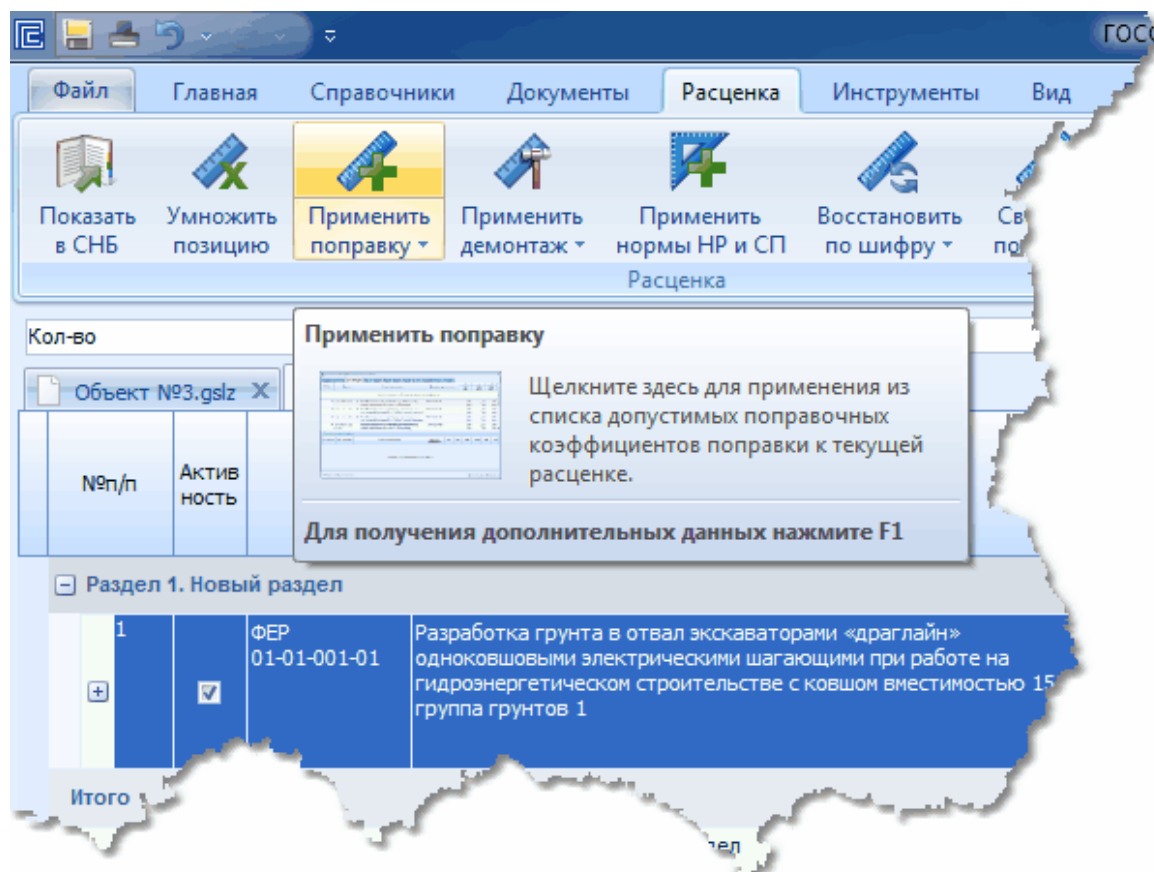 ГОСС
Файл Главная Справочники Документы Расценка Инструменты Вид
Показать в СНБ
Умножить позицию
Применить поправку
Применить демонтаж
Применить нормы НР и СП
Восстановить по шифру
Расценка
Кол-во
Применить поправку
Щелкните здесь для применения из
списка допустимых поправочных
коэффициентов поправки к текущей
расценке.
Для получения дополнительных данных нажмите F1
Объект №3.gslz
№п/п
Актив
ность
Раздел 1. Новый раздел
1
ФЕР
01-01-001-01
Разработка грунта в отвал экскаваторами «драглайн»
одноковшовыми электрическими шагающими при работе на
гидроэнергетическом строительстве с ковшом вместимостью 15
группа грунтов 1
Итого